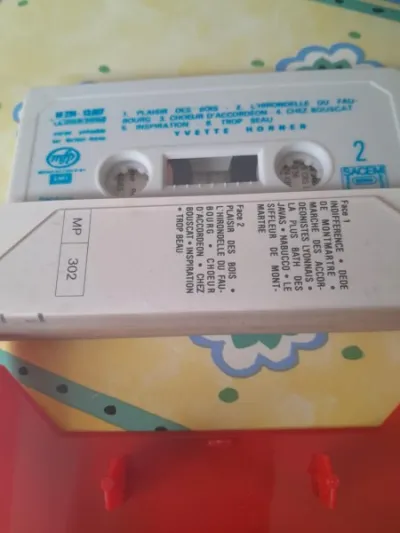 1. PLAISIR DES BOIS - 2. L'HIRONDELLE DU FAU-
BOURG 3. CHOEUR D'ACCORDEON - 4. CHEZ BOUSCAT
5. INSPIRATION 6. TROP BEAU
YVETTE HORNER
2
SACEM
Face 1
INDIFFERENCE • DEDE
DE MONTMARTRE •
MARCHE DES ACCOR-
DEONISTES LYONNAIS •
LA PLUS BATH DES
JAVAS • NABUCCO • LE
SIFFLEUR DE MONT-
MARTRE
Face 2
PLAISIR DES BOIS •
L'HIRONDELLE DU FAU-
BOURG • CHOEUR
D'ACCORDEON • CHEZ
BOUSCAT • INSPIRATION
• TROP BEAU
MP 302